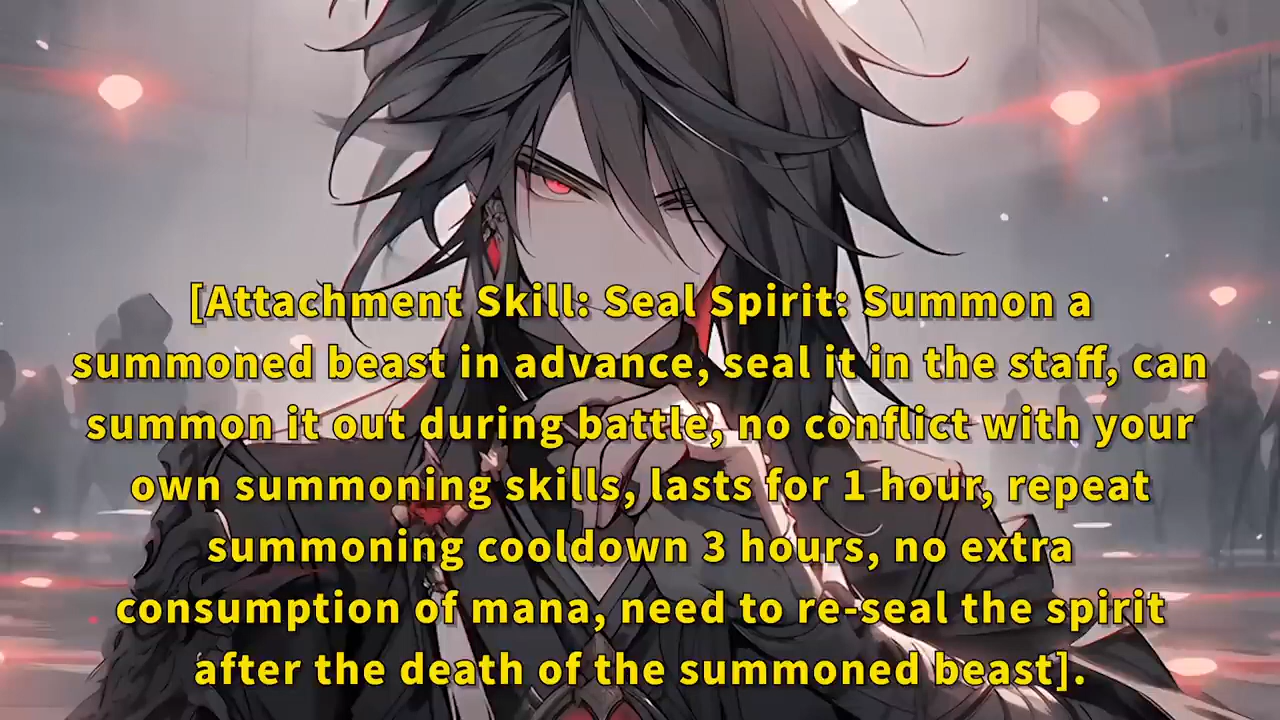 [Attachment Skill: Seal Spirit: Summon a
summoned beast in advance, seal it in the staff, can
summon it out during battle, no conflict with your
own summoning skills, lasts for 1 hour, repeat
summoning cooldown 3 hours, no extra
consumption of mana, need to re-seal the spirit
after the death of the summoned beast].